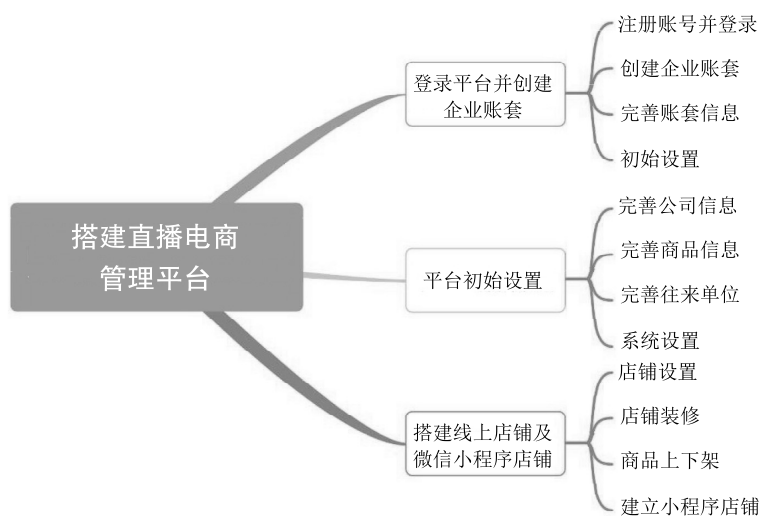 搭建直播电商
管理平台
登录平台并创建
企业账套
注册账号并登录
创建企业账套
完善账套信息
初始设置
平台初始设置
完善公司信息
完善商品信息
完善往来单位
系统设置
搭建线上店铺及
微信小程序店铺
店铺设置
店铺装修
商品上下架
建立小程序店铺